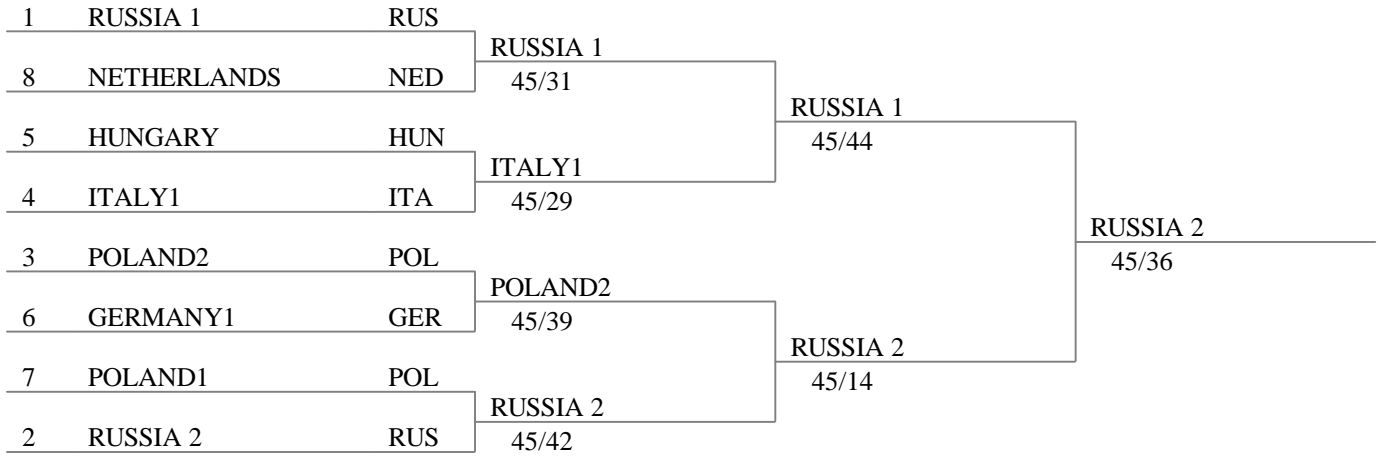 1 RUSSIA 1 RUS
RUSSIA 1
8 NETHERLANDS NED 45/31
RUSSIA 1
5 HUNGARY HUN 45/44
ITALY1
4 ITALY1 ITA 45/29
RUSSIA 2
3 POLAND2 POL 45/36
POLAND2
6 GERMANY1 GER 45/39
RUSSIA 2
7 POLAND1 POL 45/14
RUSSIA 2
2 RUSSIA 2 RUS 45/42